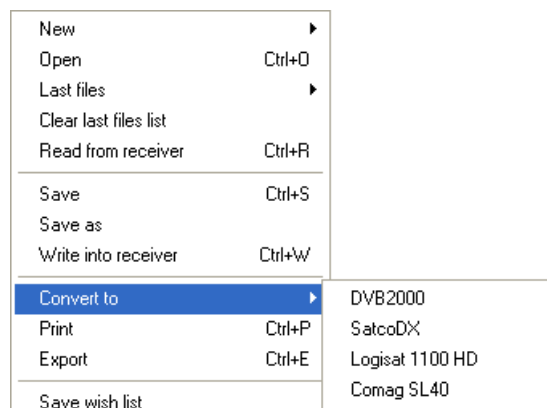 New
Open Ctrl+O
Last files
Clear last files list
Read from receiver Ctrl+R
Save Ctrl+S
Save as
Write into receiver Ctrl+W
Convert to
Print Ctrl+P
Export Ctrl+E
Save wish list
DVB2000
SatcoDX
Logisat 1100 HD
Comag SL40